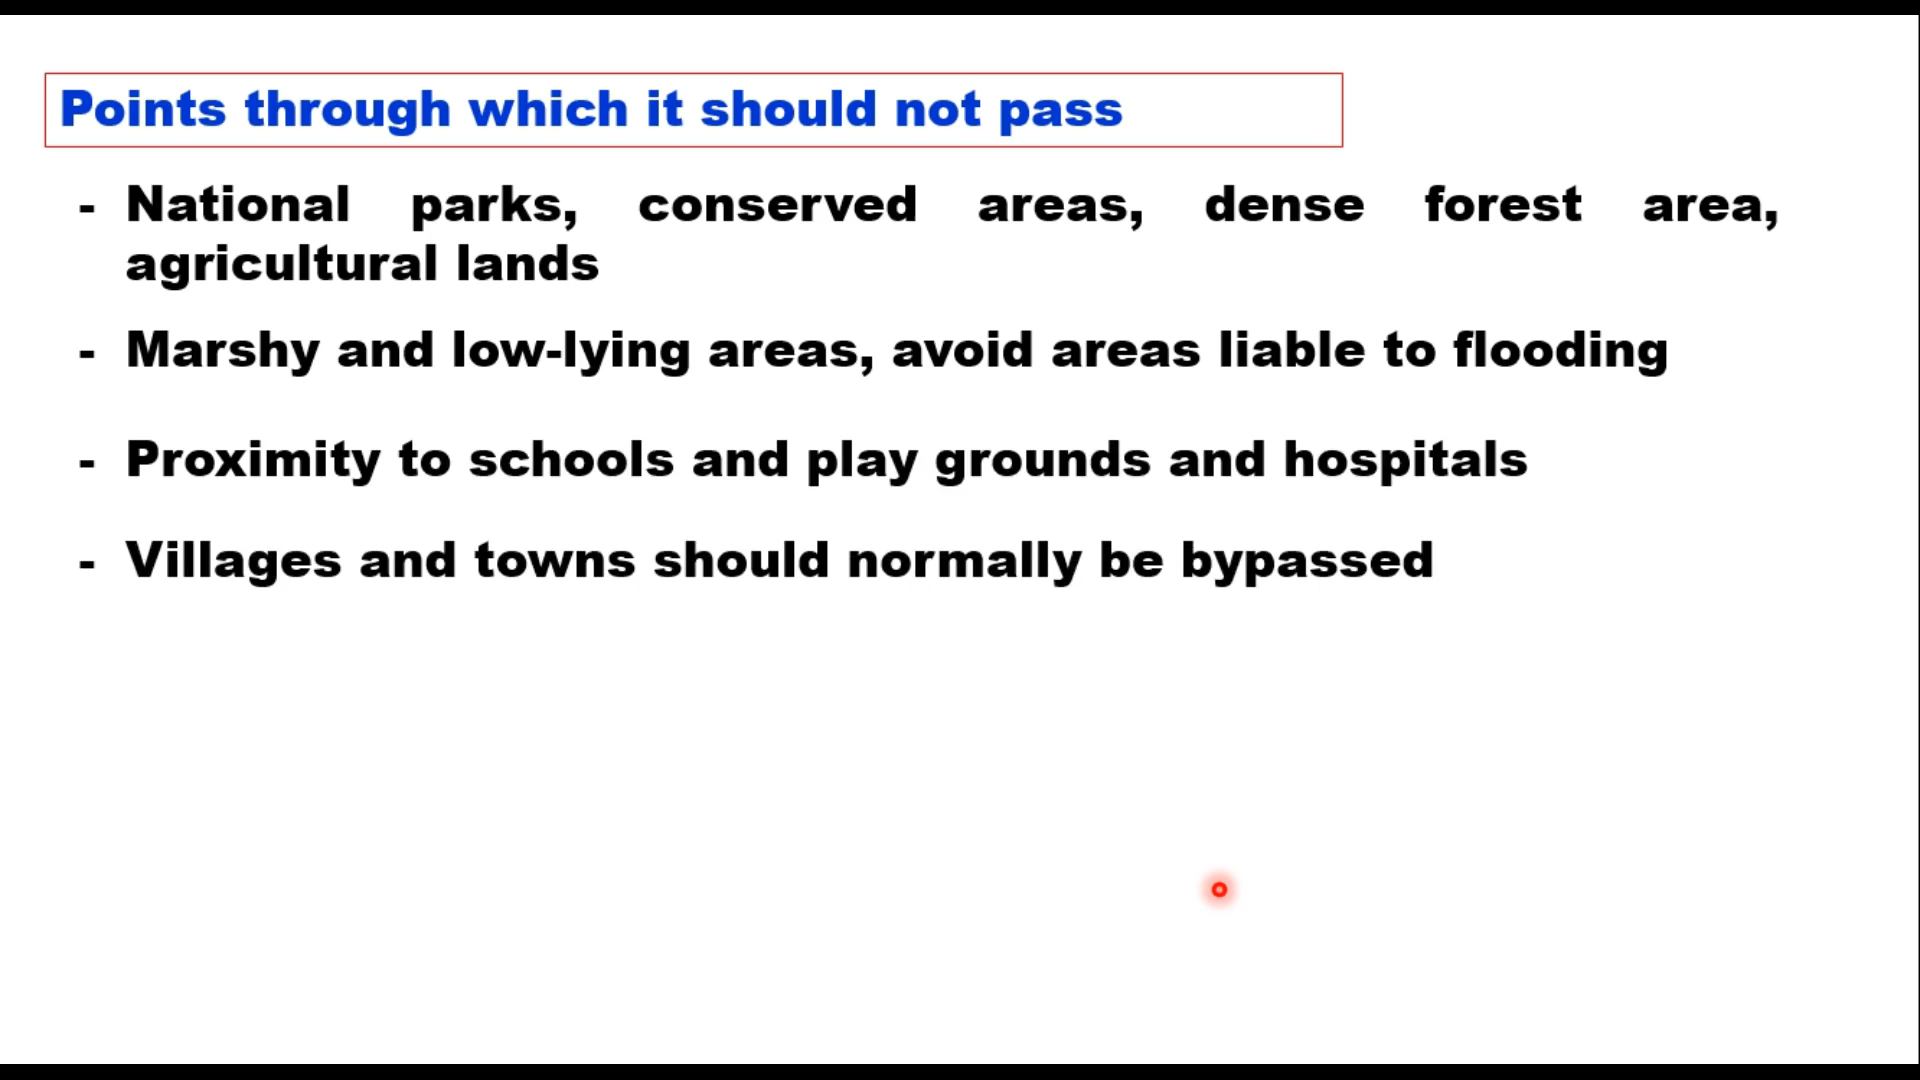 Points through which it should not pass
- National parks, conserved areas, dense forest area,
agricultural lands
- Marshy and low-lying areas, avoid areas liable to flooding
- Proximity to schools and play grounds and hospitals
- Villages and towns should normally be bypassed